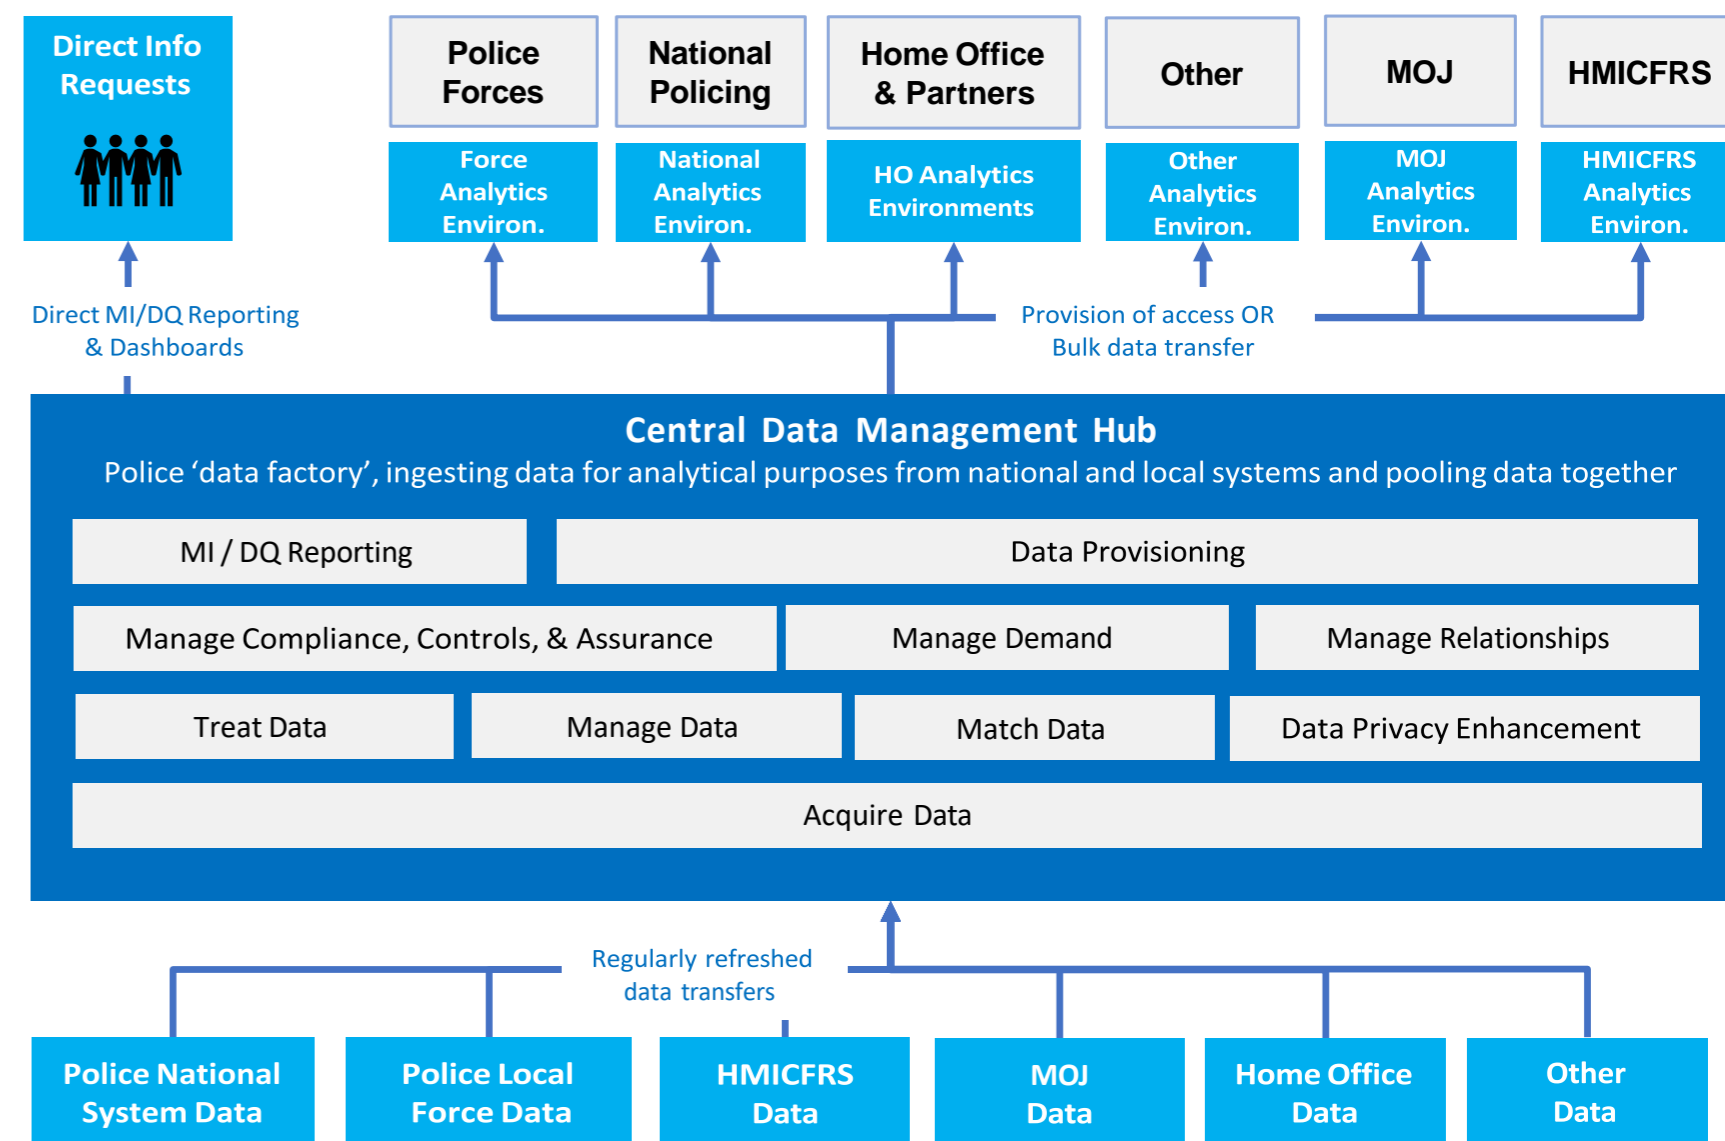 Direct Info
Requests
Police
Forces
National
Policing
Home Office
& Partners
Other
MOJ
HMICFRS
Force
Analytics
Environ.
National
Analytics
Environ.
HO Analytics
Environments
Other
Analytics
Environ.
MOJ
Analytics
Environ.
HMICFRS
Analytics
Environ.
Direct MI/DQ Reporting
& Dashboards
Provision of access OR
Bulk data transfer
Central Data Management Hub
Police ‘data factory’, ingesting data for analytical purposes from national and local systems and pooling data together
MI / DQ Reporting
Data Provisioning
Manage Compliance, Controls, & Assurance
Manage Demand
Manage Relationships
Treat Data
Manage Data
Match Data
Data Privacy Enhancement
Acquire Data
Regularly refreshed
data transfers
Police National
System Data
Police Local
Force Data
HMICFRS
Data
MOJ
Data
Home Office
Data
Other
Data